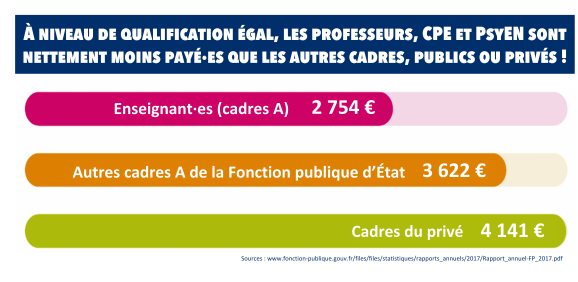 À NIVEAU DE QUALIFICATION ÉGAL, LES PROFESSEURS, CPE ET PSYEN SONT
NETTEMENT MOINS PAYÉ·ES QUE LES AUTRES CADRES, PUBLICS OU PRIVÉS !
Enseignant·es (cadres A) 2 754 €
Autres cadres A de la Fonction publique d’État 3 622 €
Cadres du privé 4 141 €
Sources : www.fonction-publique.gouv.fr/files/files/statistiques/rapports_annuels/2017/Rapport_annuel-FP_2017.pdf